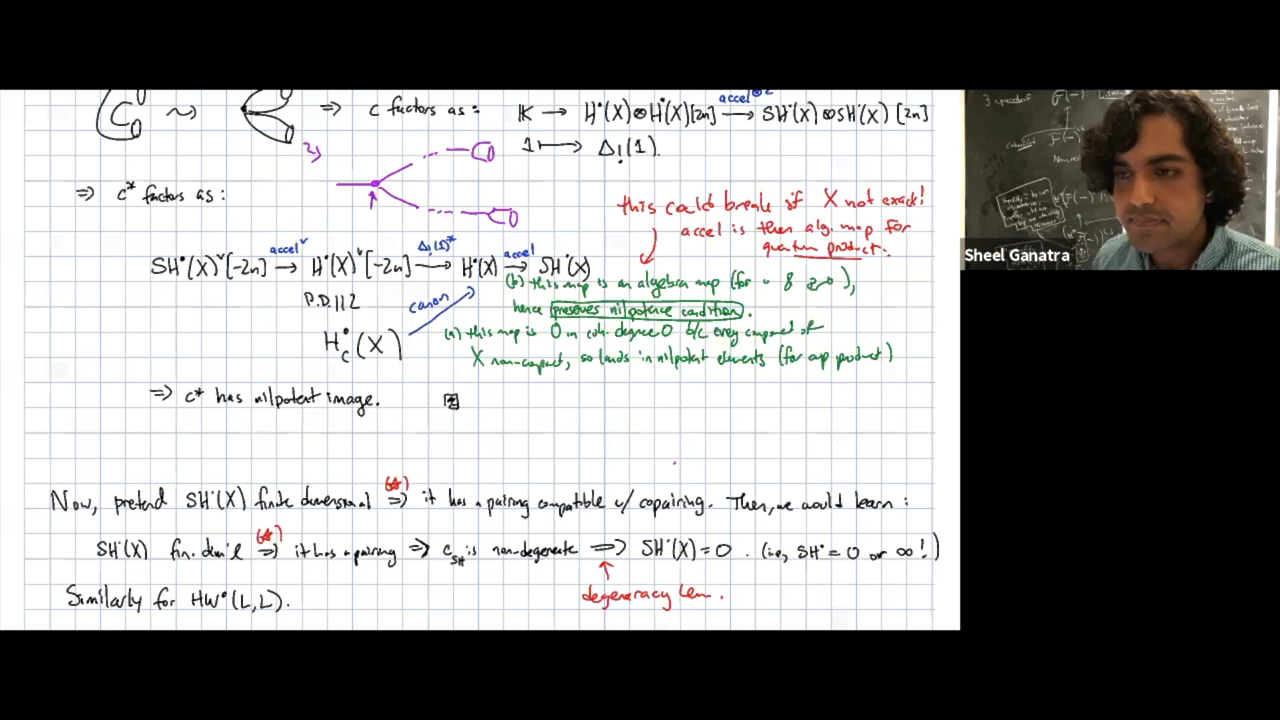 C ⇒ C factors as: K → H•(X)⊗H•(X)[2n] accel⊗2 → SH•(X)⊗SH•(X) [2n]
1 ↦ Δ!(1).
⇒ c* factors as:
this could break if X not exact!
accel is then alg. map for
quantum product.
SH•(X)ᵛ[-2n] accelᵛ → H•(X)ᵛ[-2n] Δ!(1)* → H•(X) accel → SH•(X)
(b) this map is an algebra map (for
P.D. canon
hence preserves nilpotence condition.
H•c(X)
(a) this map is 0 in coh. degree 0 b/c every component of
X non-compact, so lands in nilpotent elements (for cup product)
⇒ c* has nilpotent image.
Now, pretend SH•(X) finite dimensional (☆) ⇒ it has a pairing compatible w/ copairing. Then, we would learn:
SH•(X) fin. dim'l (☆) ⇒ it has a pairing ⇒ c_SH is non-degenerate ⇒ SH•(X) = 0. (i.e., SH• = 0 or ∞!)
degeneracy lem.
Similarly for HW•(L,L).
Sheel Ganatra